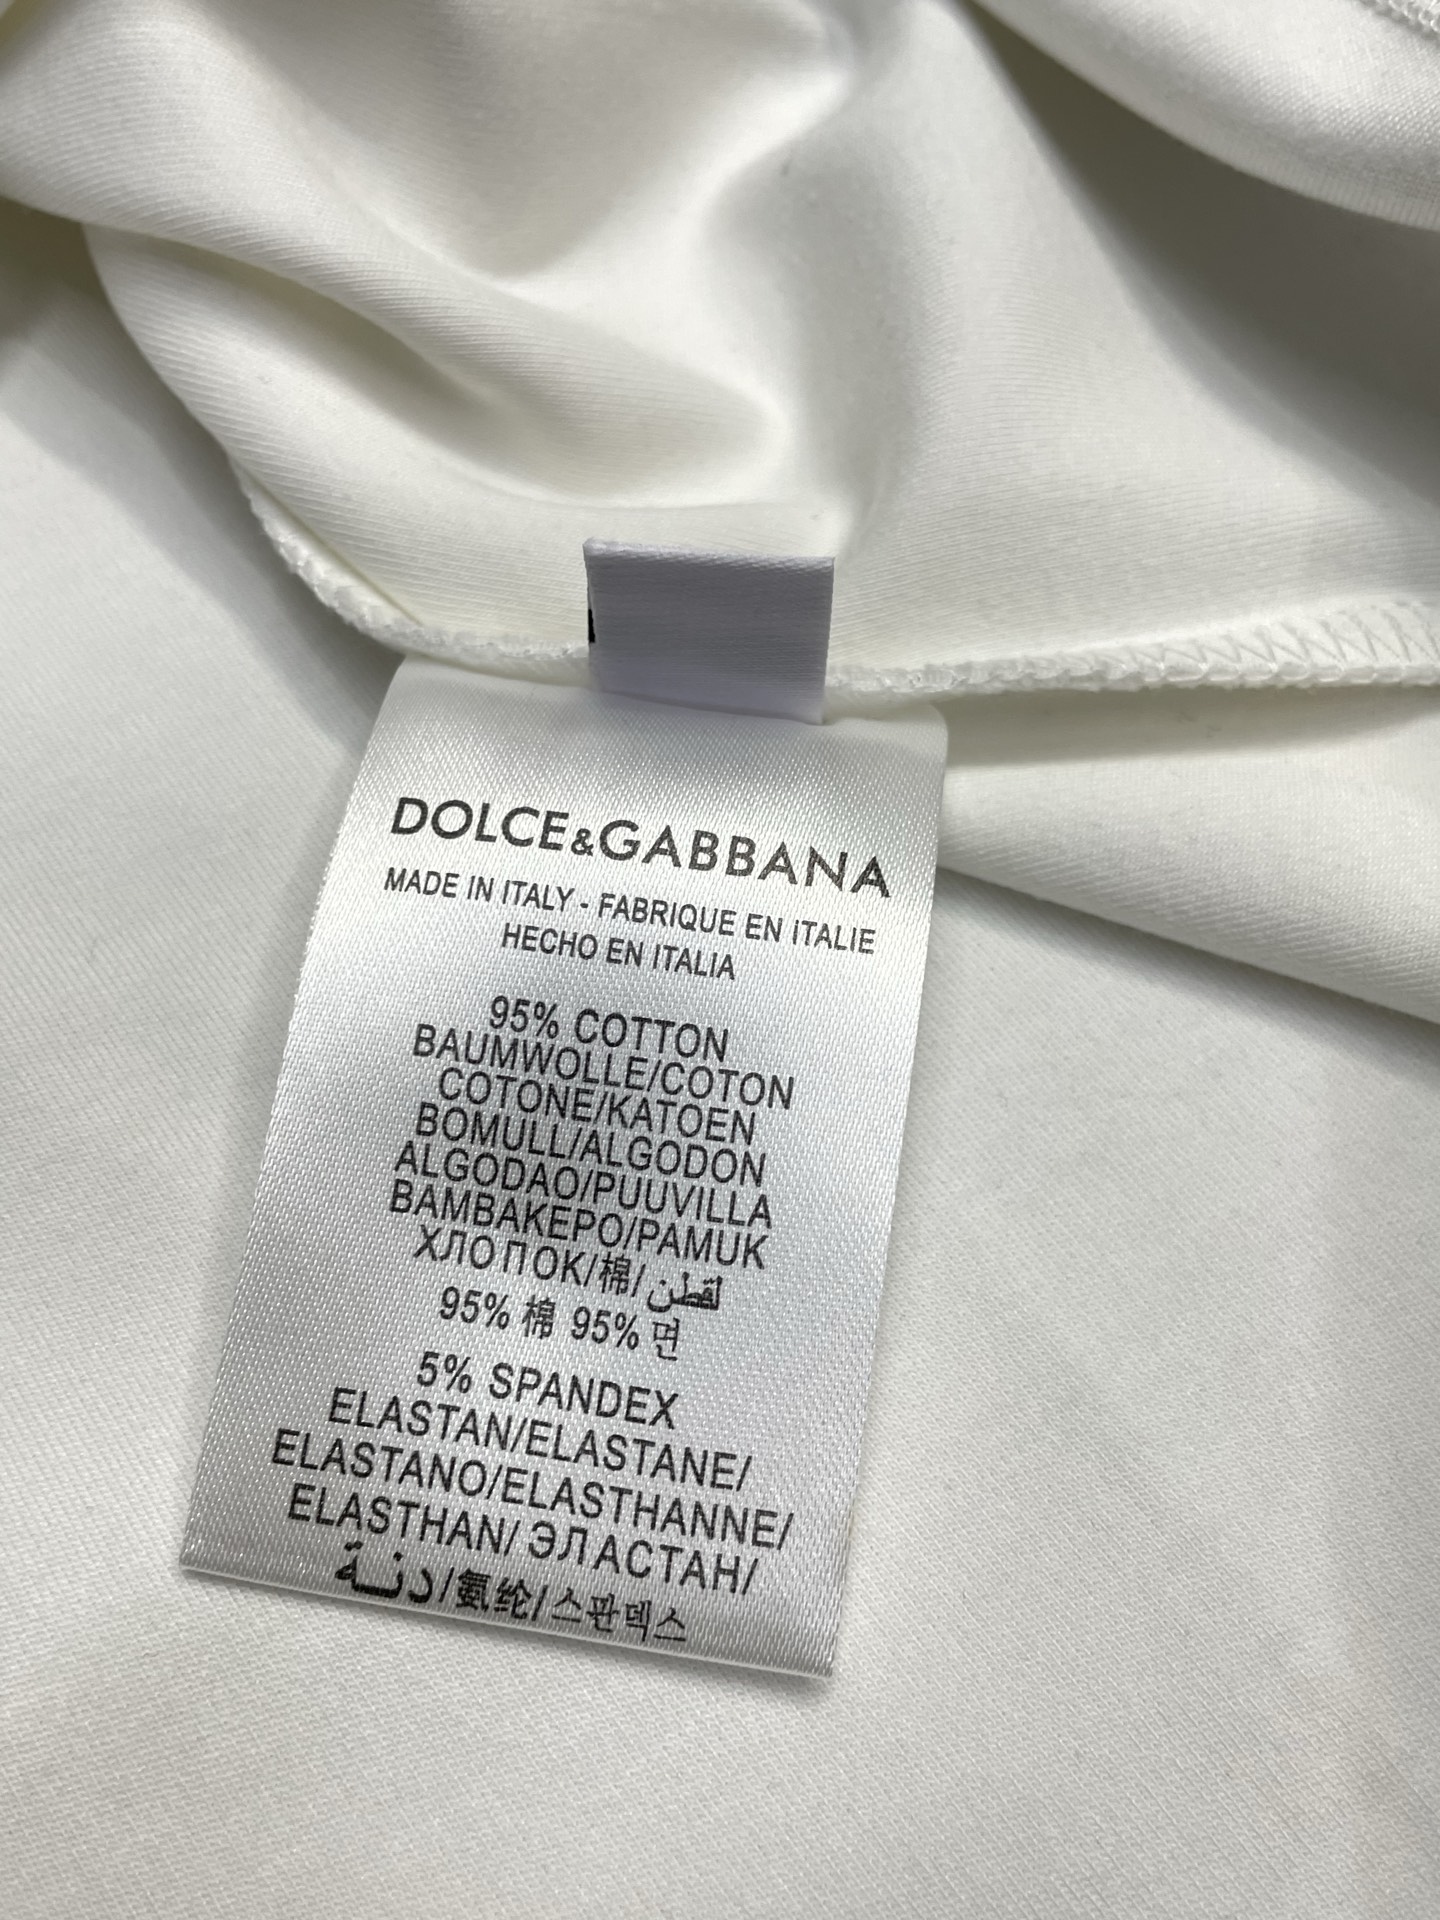 DOLCE&GABBANA
MADE IN ITALY - FABRIQUE EN ITALIE
HECHO EN ITALIA
95% COTTON
BAUMWOLLE/COTON
COTONE/KATOEN
BOMULL/ALGODON
ALGODAO/PUUVILLA
BAMBAKEPO/PAMUK
ХЛОПОК/棉/لقطن
95% 棉 95% 면
5% SPANDEX
ELASTAN/ELASTANE/
ELASTANO/ELASTHANNE/
ELASTHAN/ ЭЛАСТАН/
دنة/氨纶/스판덱스